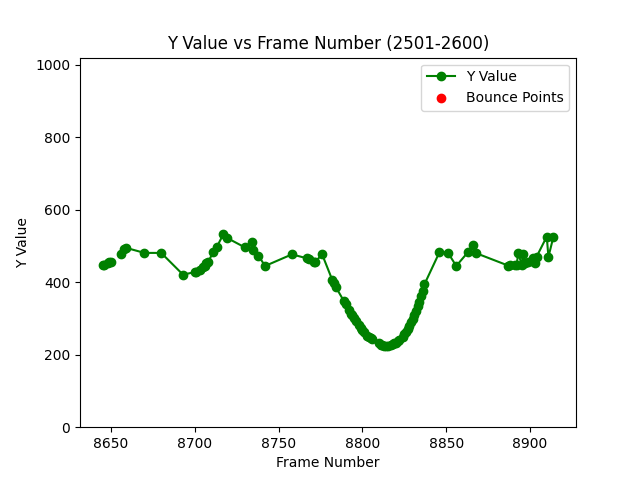 Y Value vs Frame Number (2501-2600)
Y Value
Bounce Points
1000
800
600
400
200
0
Y Value
8650 8700 8750 8800 8850 8900
Frame Number